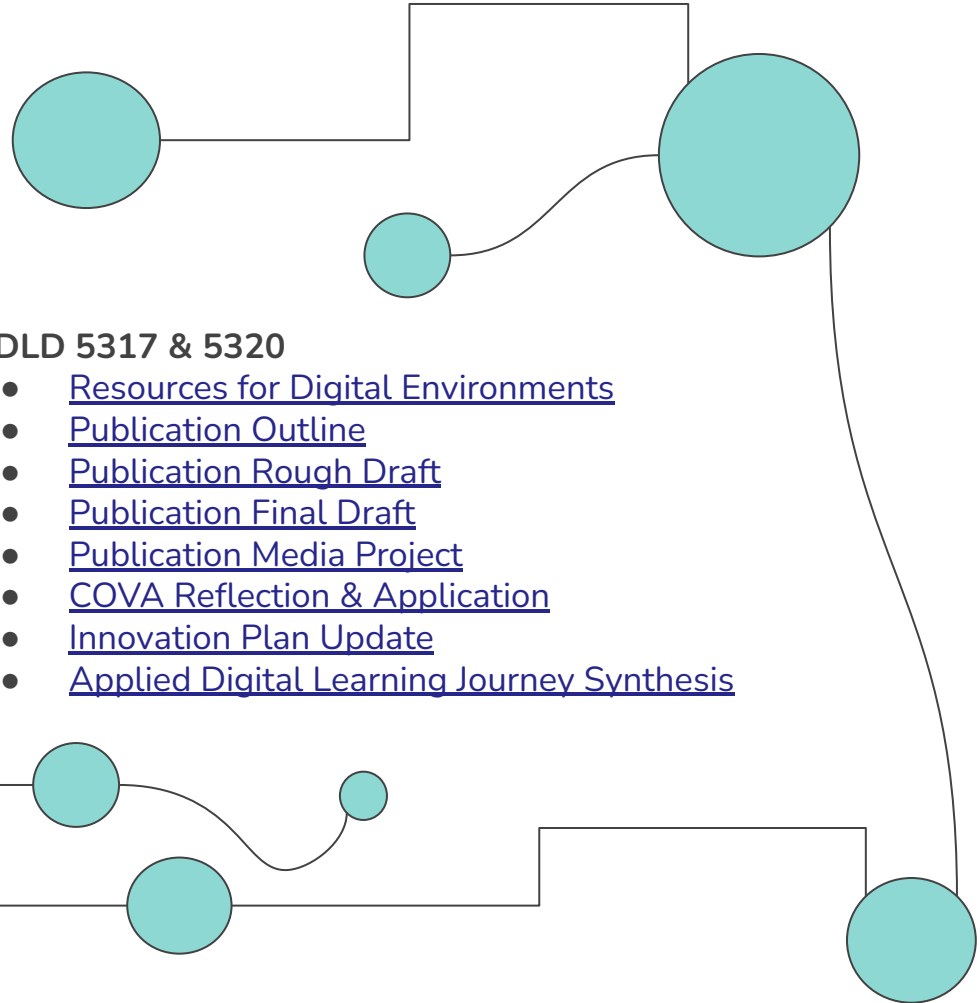 DLD 5317 & 5320
● Resources for Digital Environments
● Publication Outline
● Publication Rough Draft
● Publication Final Draft
● Publication Media Project
● COVA Reflection & Application
● Innovation Plan Update
● Applied Digital Learning Journey Synthesis